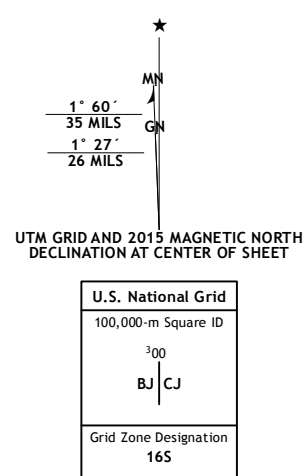 ★
MN
1° 60´
35 MILS
GN
1° 27´
26 MILS
UTM GRID AND 2015 MAGNETIC NORTH
DECLINATION AT CENTER OF SHEET
U.S. National Grid
100,000-m Square ID
³00
BJ CJ
Grid Zone Designation
16S